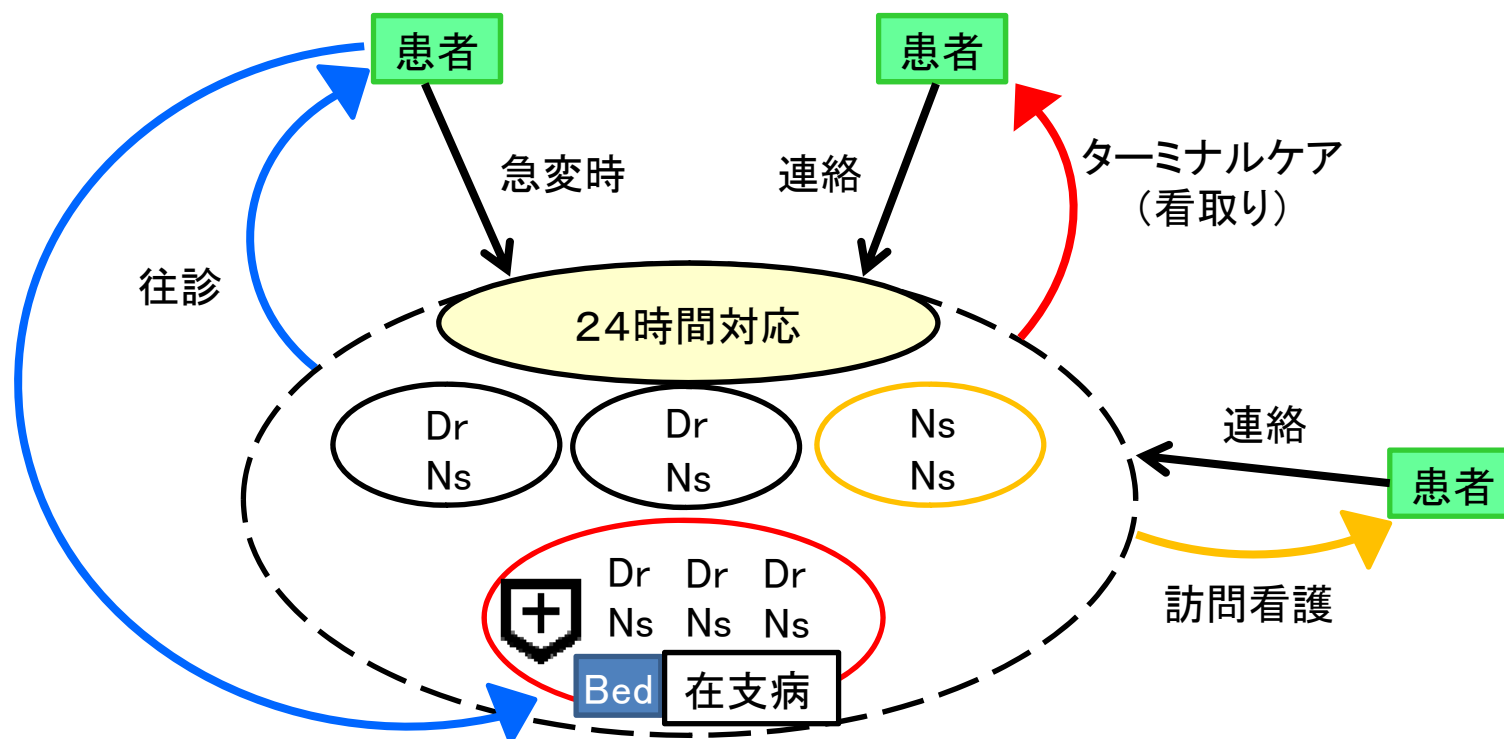 患者
患者
急変時
連絡
ターミナルケア
（看取り）
往診
２４時間対応
Dr
Ns
Dr
Ns
Ns
Ns
連絡
患者
訪問看護
Dr Dr Dr
Ns Ns Ns
Bed
在支病